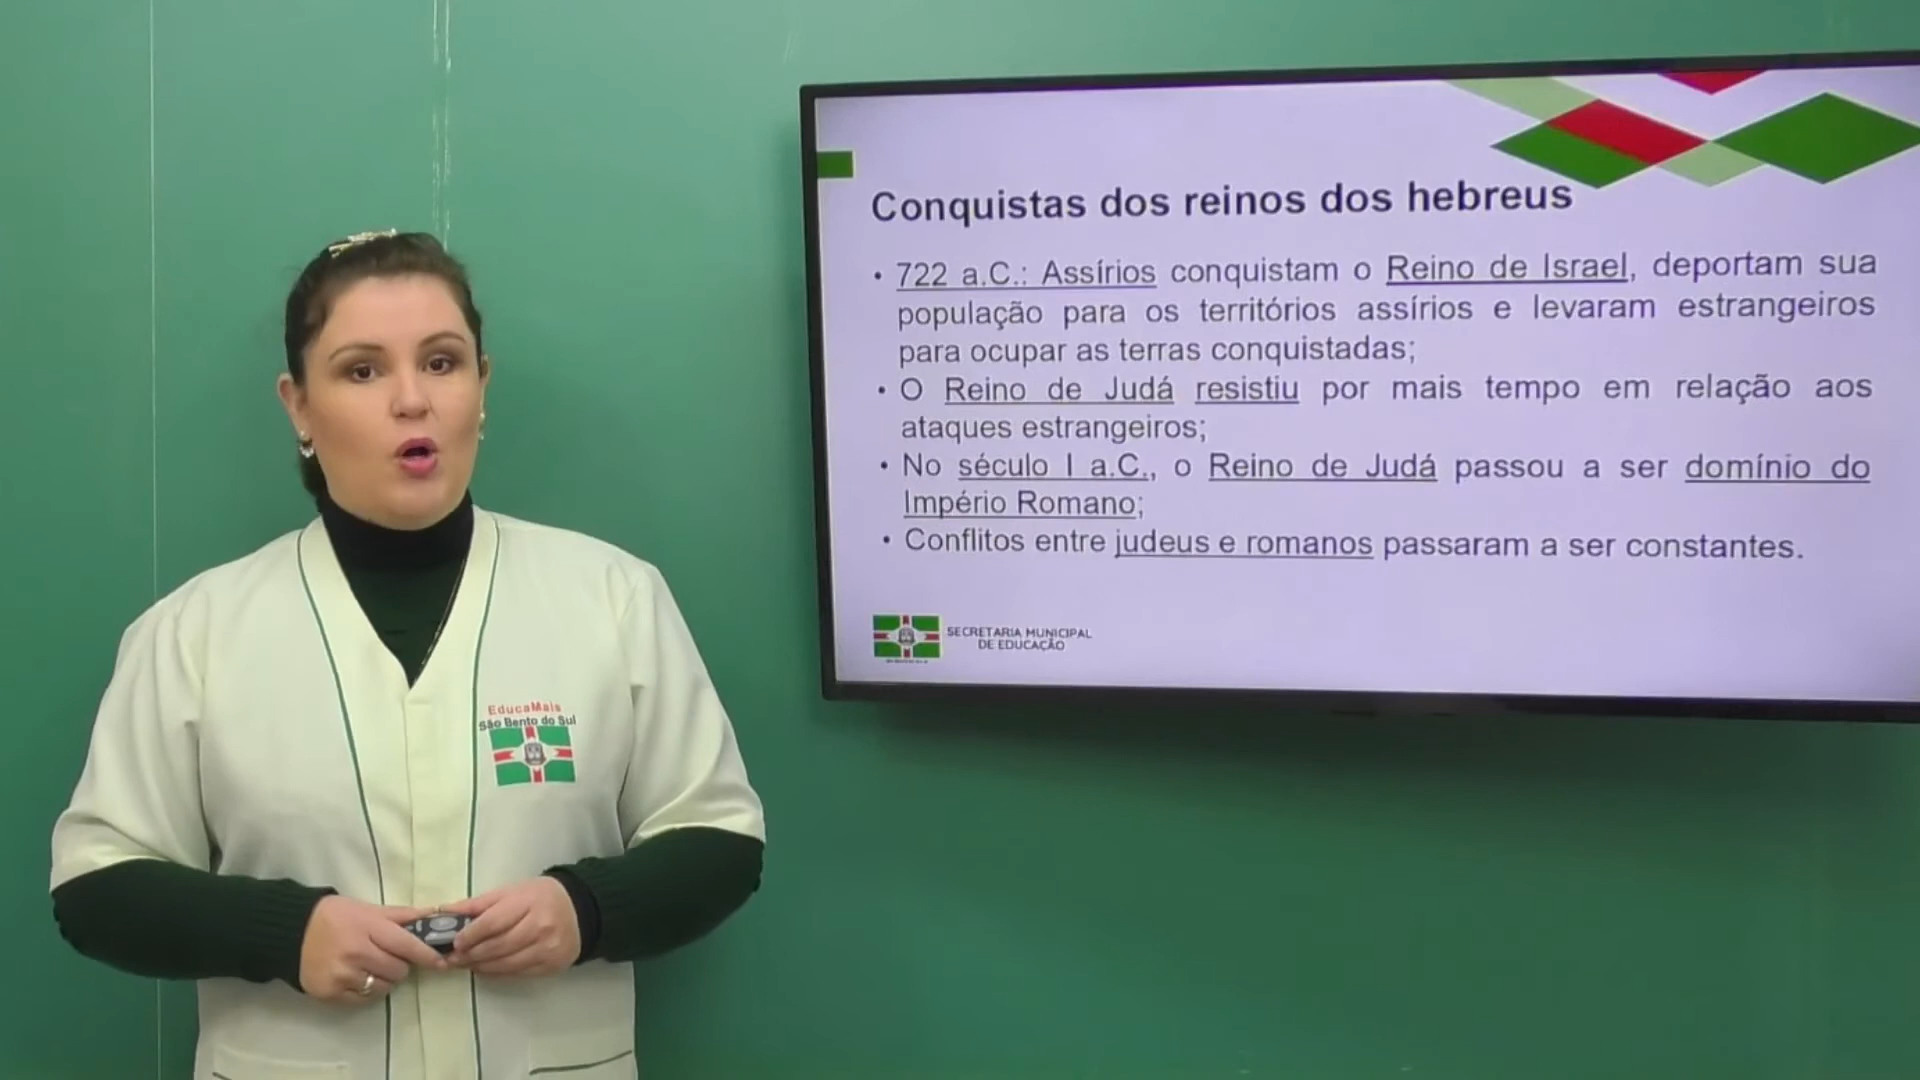 Conquistas dos reinos dos hebreus
• 722 a.C.: Assírios conquistam o Reino de Israel, deportam sua
população para os territórios assírios e levaram estrangeiros
para ocupar as terras conquistadas;
• O Reino de Judá resistiu por mais tempo em relação aos
ataques estrangeiros;
• No século I a.C., o Reino de Judá passou a ser domínio do
Império Romano;
• Conflitos entre judeus e romanos passaram a ser constantes.
SECRETARIA MUNICIPAL
DE EDUCAÇÃO
EducaMais
São Bento do Sul